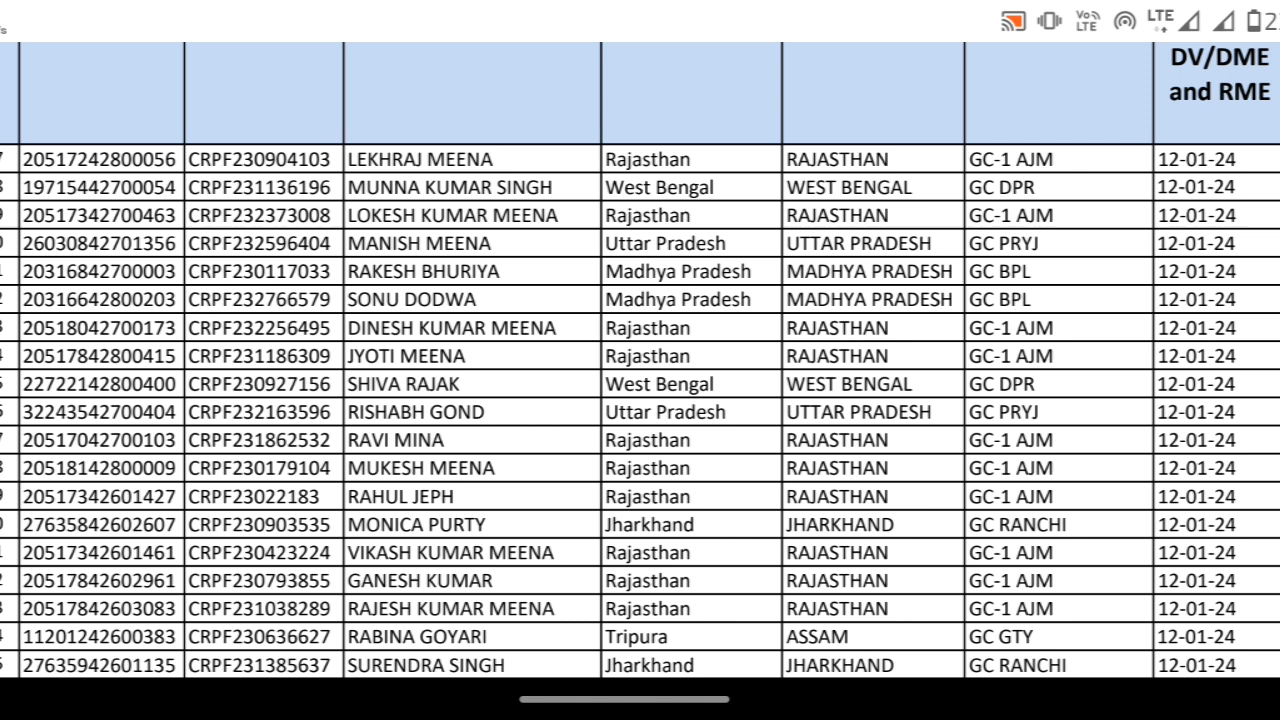 Vo LTE LTE 2
DV/DME
and RME
20517242800056 CRPF230904103 LEKHRAJ MEENA Rajasthan RAJASTHAN GC-1 AJM 12-01-24
19715442700054 CRPF231136196 MUNNA KUMAR SINGH West Bengal WEST BENGAL GC DPR 12-01-24
20517342700463 CRPF232373008 LOKESH KUMAR MEENA Rajasthan RAJASTHAN GC-1 AJM 12-01-24
26030842701356 CRPF232596404 MANISH MEENA Uttar Pradesh UTTAR PRADESH GC PRYJ 12-01-24
20316842700003 CRPF230117033 RAKESH BHURIYA Madhya Pradesh MADHYA PRADESH GC BPL 12-01-24
20316642800203 CRPF232766579 SONU DODWA Madhya Pradesh MADHYA PRADESH GC BPL 12-01-24
20518042700173 CRPF232256495 DINESH KUMAR MEENA Rajasthan RAJASTHAN GC-1 AJM 12-01-24
20517842800415 CRPF231186309 JYOTI MEENA Rajasthan RAJASTHAN GC-1 AJM 12-01-24
22722142800400 CRPF230927156 SHIVA RAJAK West Bengal WEST BENGAL GC DPR 12-01-24
32243542700404 CRPF232163596 RISHABH GOND Uttar Pradesh UTTAR PRADESH GC PRYJ 12-01-24
20517042700103 CRPF231862532 RAVI MINA Rajasthan RAJASTHAN GC-1 AJM 12-01-24
20518142800009 CRPF230179104 MUKESH MEENA Rajasthan RAJASTHAN GC-1 AJM 12-01-24
20517342601427 CRPF23022183 RAHUL JEPH Rajasthan RAJASTHAN GC-1 AJM 12-01-24
27635842602607 CRPF230903535 MONICA PURTY Jharkhand JHARKHAND GC RANCHI 12-01-24
20517342601461 CRPF230423224 VIKASH KUMAR MEENA Rajasthan RAJASTHAN GC-1 AJM 12-01-24
20517842602961 CRPF230793855 GANESH KUMAR Rajasthan RAJASTHAN GC-1 AJM 12-01-24
20517842603083 CRPF231038289 RAJESH KUMAR MEENA Rajasthan RAJASTHAN GC-1 AJM 12-01-24
11201242600383 CRPF230636627 RABINA GOYARI Tripura ASSAM GC GTY 12-01-24
27635942601135 CRPF231385637 SURENDRA SINGH Jharkhand JHARKHAND GC RANCHI 12-01-24